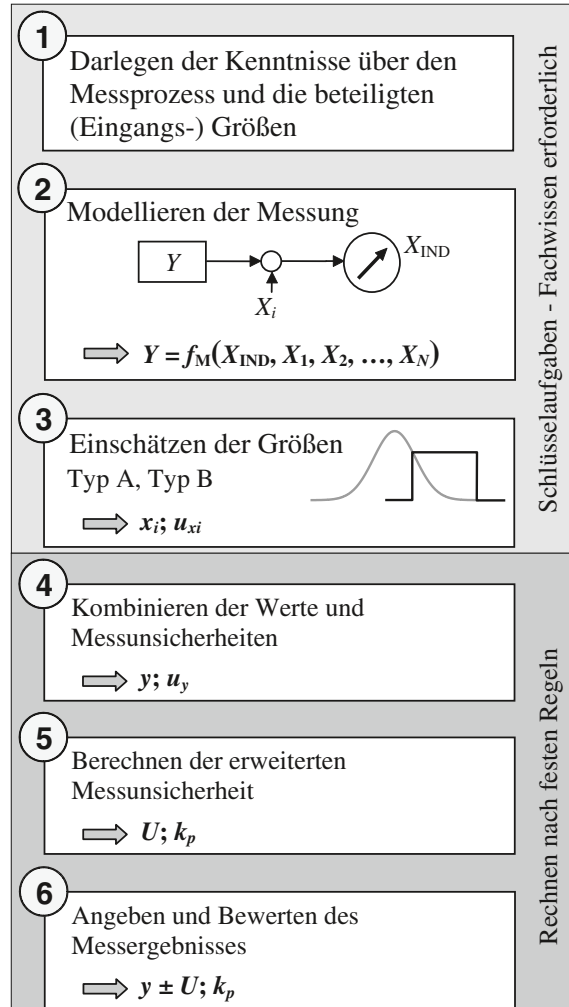 1
Darlegen der Kenntnisse über den
Messprozess und die beteiligten
(Eingangs-) Größen
2
Modellieren der Messung
Y
X_IND
X_i
Y = f_M(X_IND, X_1, X_2, ..., X_N)
3
Einschätzen der Größen
Typ A, Typ B
x_i; u_xi
Schlüsselaufgaben - Fachwissen erforderlich
4
Kombinieren der Werte und
Messunsicherheiten
y; u_y
5
Berechnen der erweiterten
Messunsicherheit
U; k_p
6
Angeben und Bewerten des
Messergebnisses
y ± U; k_p
Rechnen nach festen Regeln